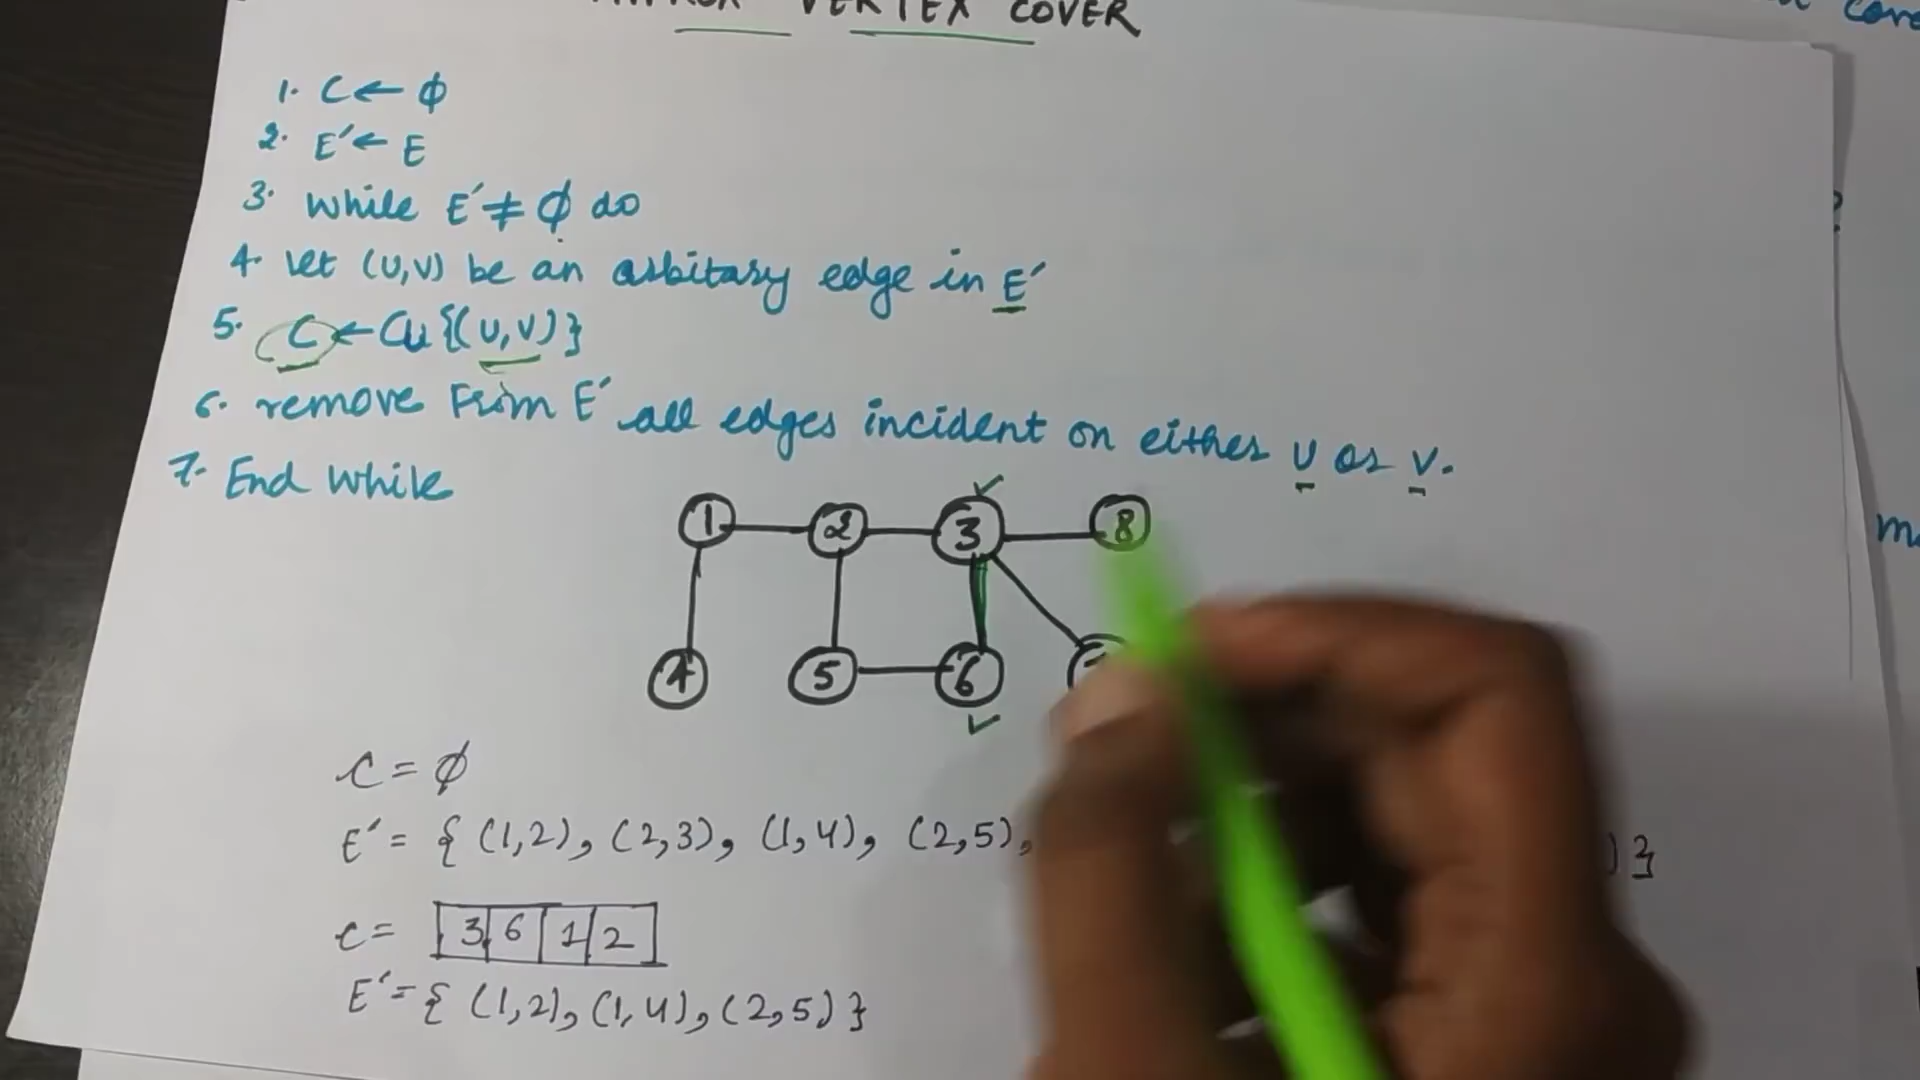 VERTEX COVER
1. C ← ϕ
2. E′ ← E
3. While E′ ≠ ϕ do
4. Let (U,V) be an arbitary edge in E′
5. C ← C ∪ {(U,V)}
6. remove From E′ all edges incident on either U or V.
7. End While
1 2 3 8
4 5 6
C = ϕ
E′ = { (1,2), (2,3), (1,4), (2,5), ) }
C = 3 6 1 2
E′ = { (1,2), (1,4), (2,5) }